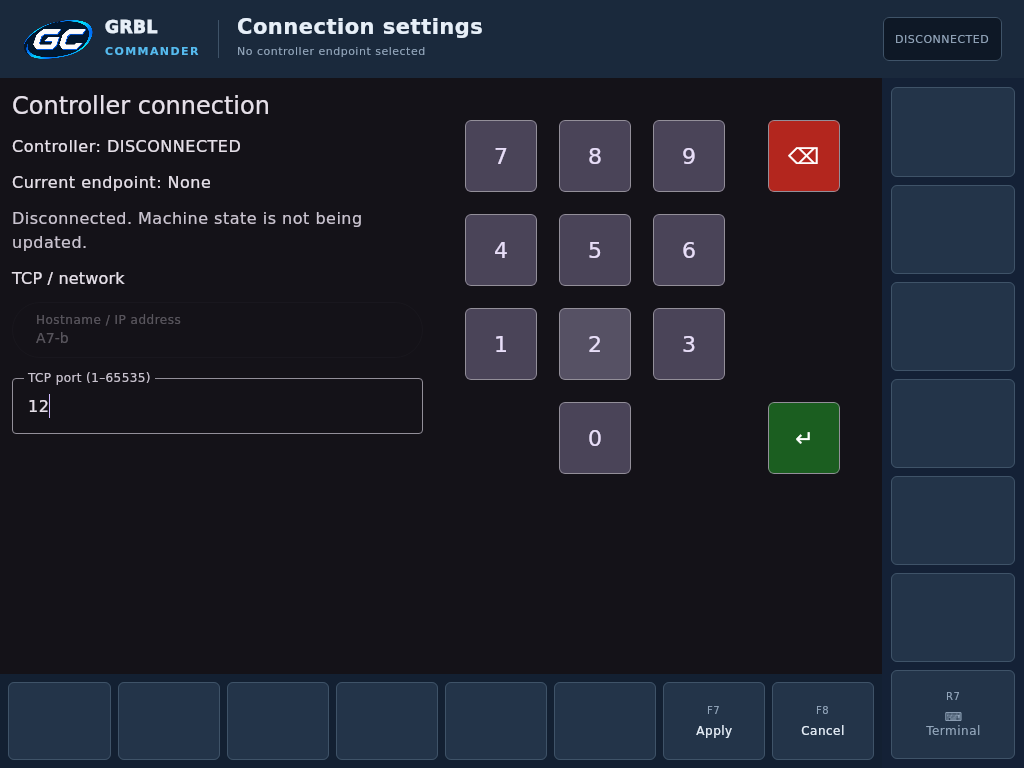 GC
GRBL
COMMANDER
Connection settings
No controller endpoint selected
DISCONNECTED
Controller connection
Controller: DISCONNECTED
Current endpoint: None
Disconnected. Machine state is not being
updated.
TCP / network
Hostname / IP address
A7-b
TCP port (1–65535)
12
7 8 9 ⌫
4 5 6
1 2 3
0 ↵
F7
Apply
F8
Cancel
R7
⌨
Terminal